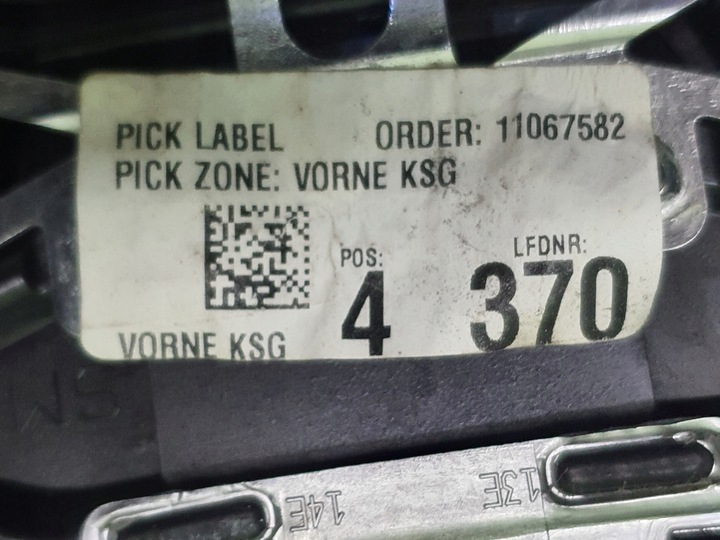 PICK LABEL ORDER: 11067582
PICK ZONE: VORNE KSG
POS: LFDNR:
4 370
VORNE KSG
14E 13E